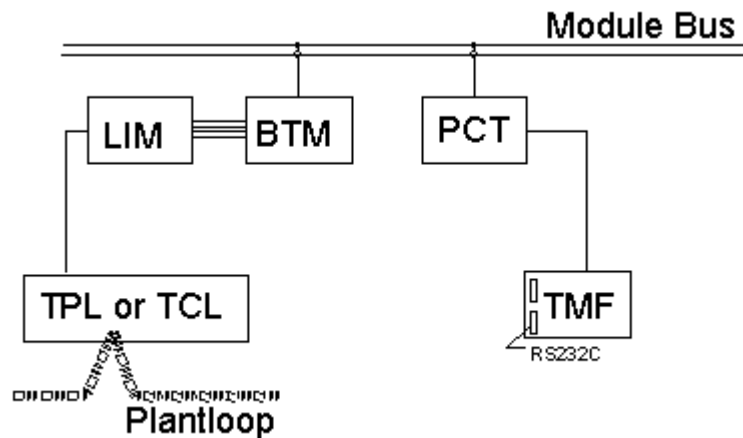 Module Bus
LIM
BTM
PCT
TPL or TCL
TMF
RS232C
Plantloop